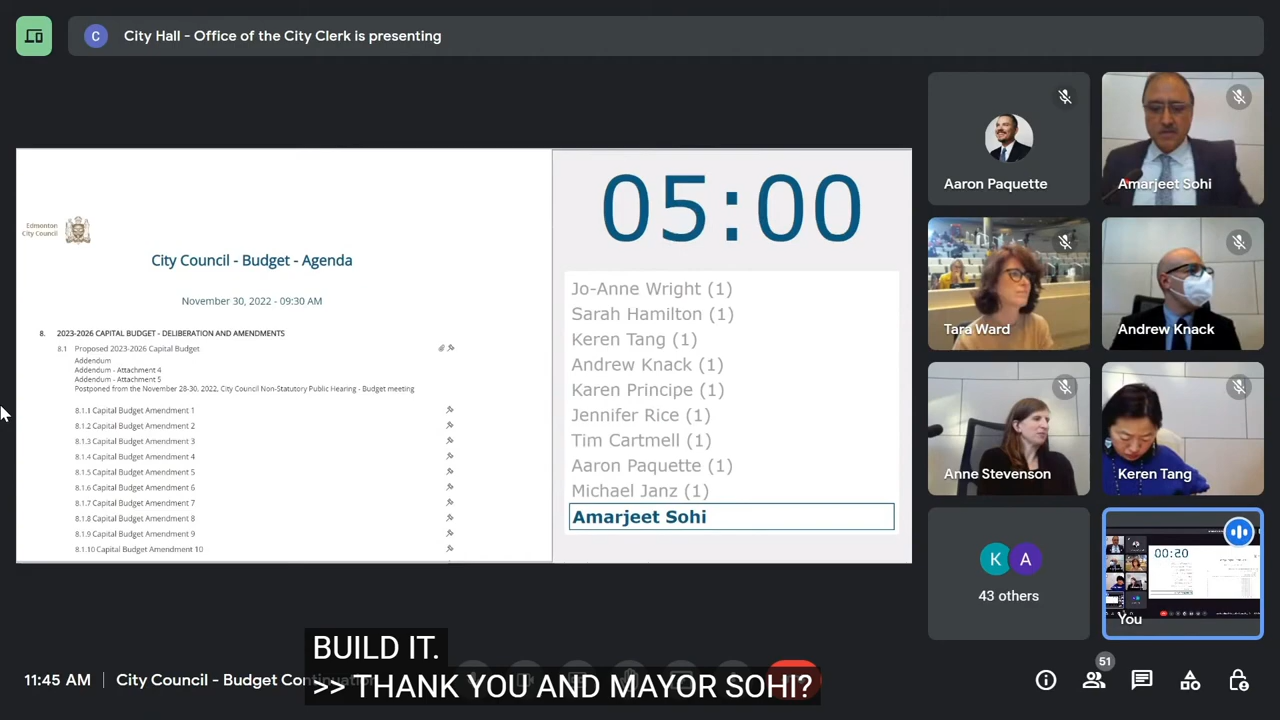 City Hall - Office of the City Clerk is presenting
C
Edmonton
City Council
City Council - Budget - Agenda
November 30, 2022 - 09:30 AM
8. 2023-2026 CAPITAL BUDGET - DELIBERATION AND AMENDMENTS
8.1 Proposed 2023-2026 Capital Budget
Addendum
Addendum - Attachment 4
Addendum - Attachment 5
Postponed from the November 28-30, 2022, City Council Non-Statutory Public Hearing - Budget meeting
8.1.1 Capital Budget Amendment 1
8.1.2 Capital Budget Amendment 2
8.1.3 Capital Budget Amendment 3
8.1.4 Capital Budget Amendment 4
8.1.5 Capital Budget Amendment 5
8.1.6 Capital Budget Amendment 6
8.1.7 Capital Budget Amendment 7
8.1.8 Capital Budget Amendment 8
8.1.9 Capital Budget Amendment 9
8.1.10 Capital Budget Amendment 10
05:00
Jo-Anne Wright (1)
Sarah Hamilton (1)
Keren Tang (1)
Andrew Knack (1)
Karen Principe (1)
Jennifer Rice (1)
Tim Cartmell (1)
Aaron Paquette (1)
Michael Janz (1)
Amarjeet Sohi
Aaron Paquette
Amarjeet Sohi
Tara Ward
Andrew Knack
Anne Stevenson
Keren Tang
K A
43 others
00:50
You
BUILD IT.
>> THANK YOU AND MAYOR SOHI?
11:45 AM
City Council - Budget Con
51